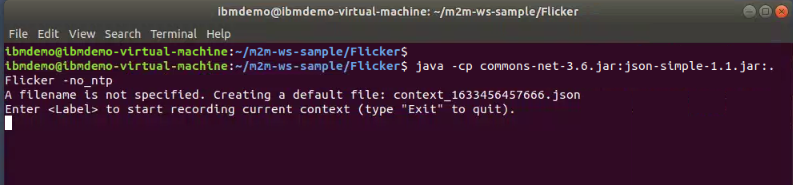 ibmdemo@ibmdemo-virtual-machine: ~/m2m-ws-sample/Flicker
File Edit View Search Terminal Help
ibmdemo@ibmdemo-virtual-machine:~/m2m-ws-sample/Flicker$
ibmdemo@ibmdemo-virtual-machine:~/m2m-ws-sample/Flicker$ java -cp commons-net-3.6.jar:json-simple-1.1.jar:.
Flicker -no_ntp
A filename is not specified. Creating a default file: context_1633456457666.json
Enter <Label> to start recording current context (type "Exit" to quit).